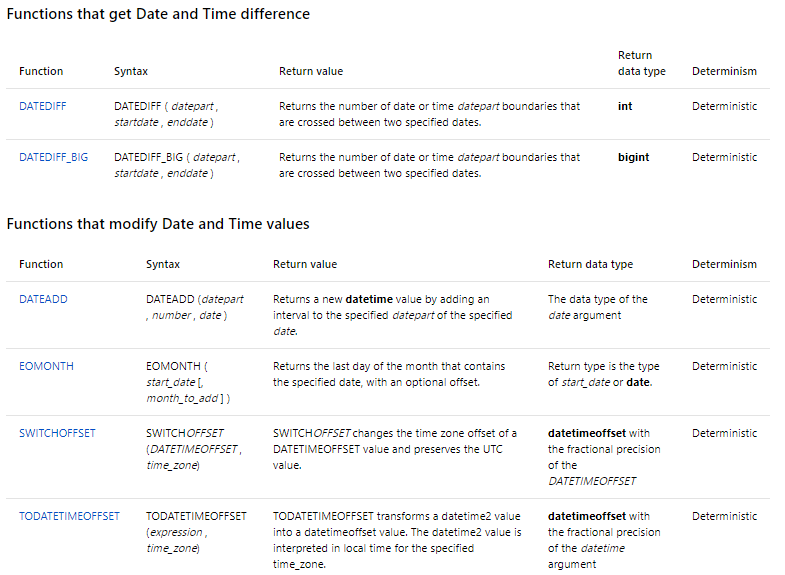 Functions that get Date and Time difference
Return
Function Syntax Return value data type Determinism
DATEDIFF DATEDIFF ( datepart , Returns the number of date or time datepart boundaries that int Deterministic
startdate , enddate ) are crossed between two specified dates.
DATEDIFF_BIG DATEDIFF_BIG ( datepart , Returns the number of date or time datepart boundaries that bigint Deterministic
startdate , enddate ) are crossed between two specified dates.
Functions that modify Date and Time values
Function Syntax Return value Return data type Determinism
DATEADD DATEADD (datepart Returns a new datetime value by adding an The data type of the Deterministic
, number , date ) interval to the specified datepart of the specified date argument
date.
EOMONTH EOMONTH ( Returns the last day of the month that contains Return type is the type Deterministic
start_date [, the specified date, with an optional offset. of start_date or date.
month_to_add ] )
SWITCHOFFSET SWITCHOFFSET SWITCHOFFSET changes the time zone offset of a datetimeoffset with Deterministic
(DATETIMEOFFSET , DATETIMEOFFSET value and preserves the UTC the fractional precision
time_zone) value. of the
DATETIMEOFFSET
TODATETIMEOFFSET TODATETIMEOFFSET TODATETIMEOFFSET transforms a datetime2 value datetimeoffset with Deterministic
(expression , into a datetimeoffset value. The datetime2 value is the fractional precision
time_zone) interpreted in local time for the specified of the datetime
time_zone. argument